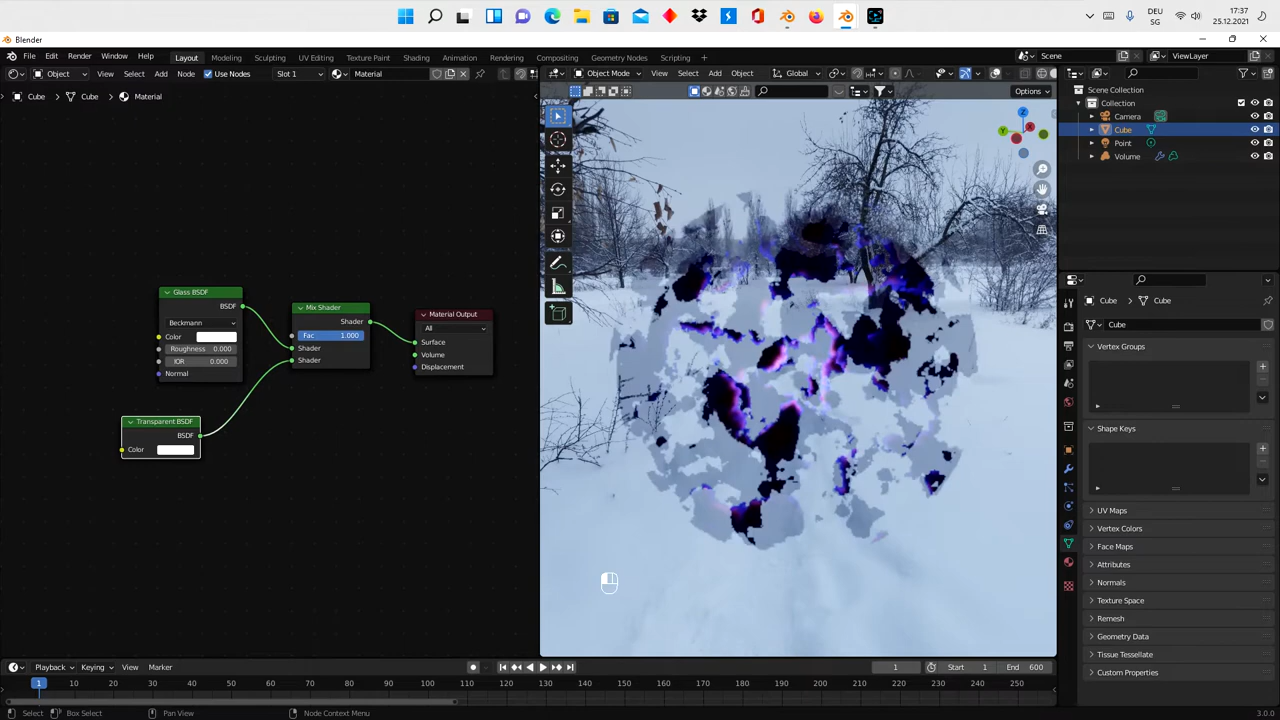 17:37
25.12.2021
DEU
SG
Blender
File Edit Render Window Help
Layout Modeling Sculpting UV Editing Texture Paint Shading Animation Rendering Compositing Geometry Nodes Scripting +
Scene
ViewLayer
Object View Select Add Node Use Nodes Slot 1 Material
Object Mode View Select Add Object Global
Options
Cube Cube Material
Scene Collection
Collection
Camera
Cube
Point
Volume
Glass BSDF
BSDF
Beckmann
Color
Roughness 0.000
IOR 0.000
Normal
Transparent BSDF
BSDF
Color
Mix Shader
Shader
Fac 1.000
Shader
Shader
Material Output
All
Surface
Volume
Displacement
Z
Y
X
Cube Cube
Cube
Vertex Groups
Shape Keys
UV Maps
Vertex Colors
Face Maps
Attributes
Normals
Texture Space
Remesh
Geometry Data
Texture Tessellate
Custom Properties
Playback Keying View Marker
1 Start 1 End 600
1 10 20 30 40 50 60 70 80 90 100 110 120 130 140 150 160 170 180 190 200 210 220 230 240 250
Select Box Select Pan View Node Context Menu 3.0.0